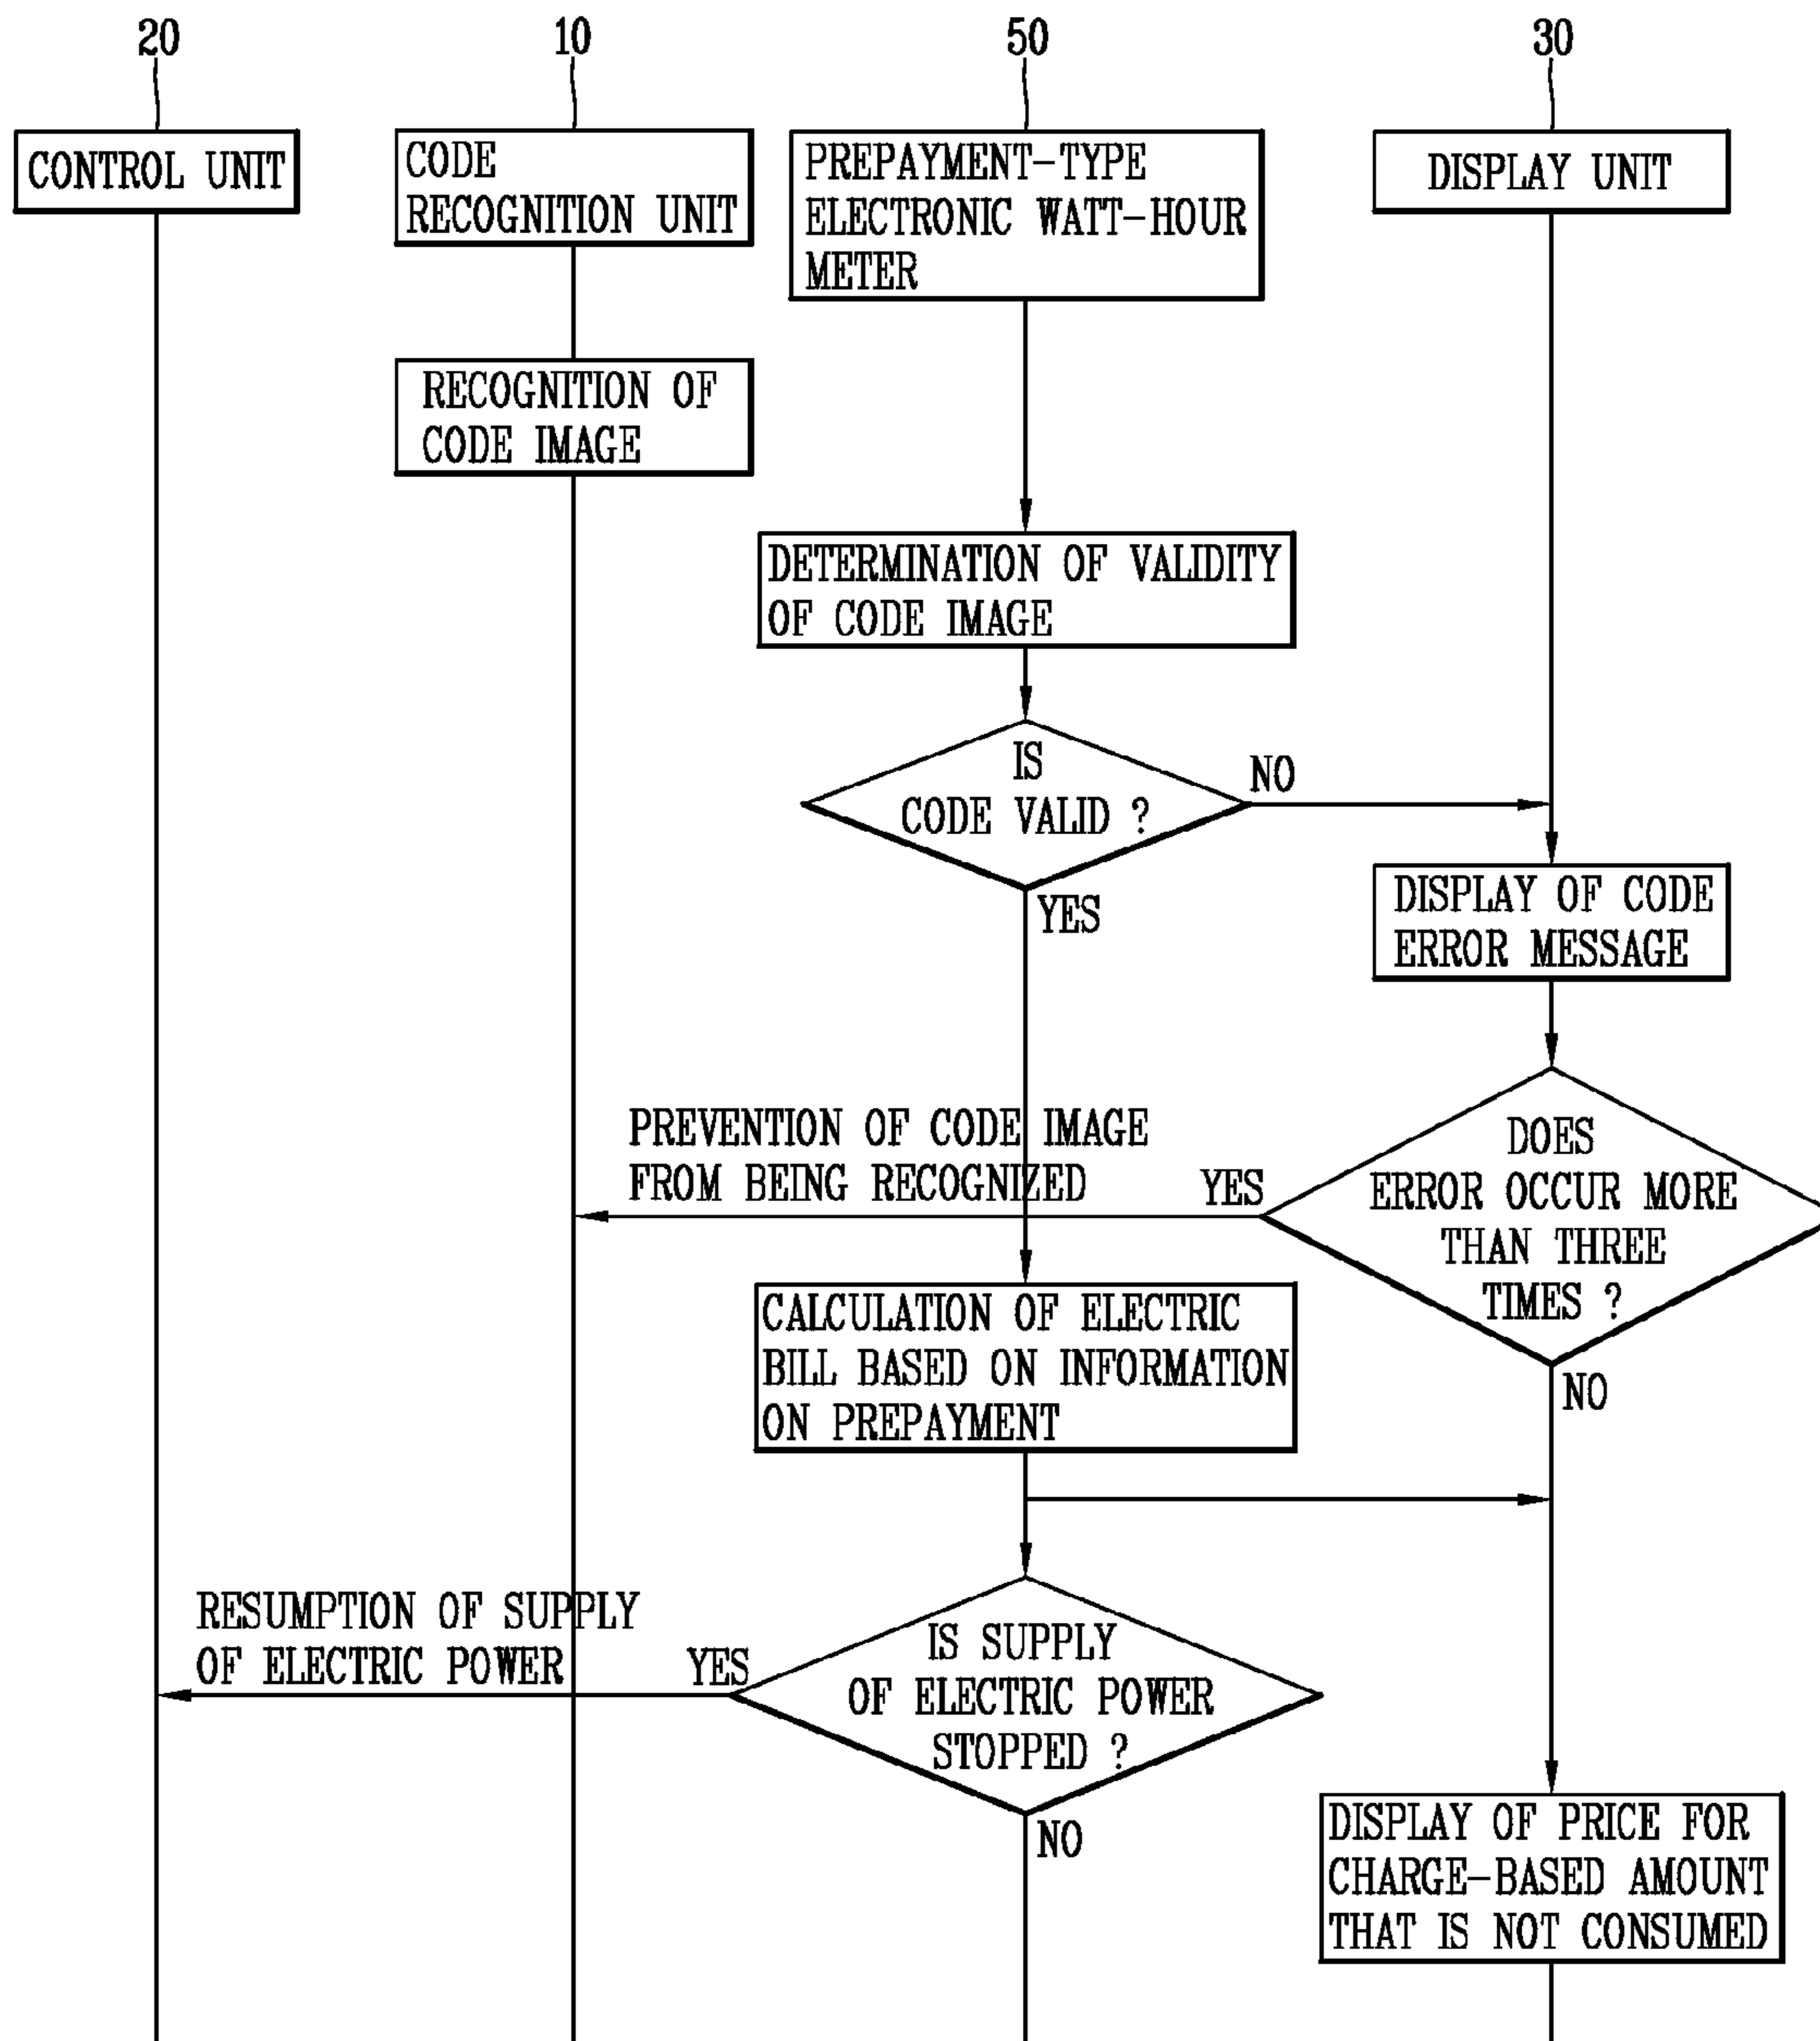 20
10
50
30
CONTROL UNIT
CODE
RECOGNITION UNIT
PREPAYMENT-TYPE
ELECTRONIC WATT-HOUR
METER
DISPLAY UNIT
RECOGNITION OF
CODE IMAGE
DETERMINATION OF VALIDITY
OF CODE IMAGE
IS
CODE VALID ?
NO
YES
DISPLAY OF CODE
ERROR MESSAGE
DOES
ERROR OCCUR MORE
THAN THREE
TIMES ?
YES
NO
PREVENTION OF CODE IMAGE
FROM BEING RECOGNIZED
CALCULATION OF ELECTRIC
BILL BASED ON INFORMATION
ON PREPAYMENT
IS SUPPLY
OF ELECTRIC POWER
STOPPED ?
YES
NO
RESUMPTION OF SUPPLY
OF ELECTRIC POWER
DISPLAY OF PRICE FOR
CHARGE-BASED AMOUNT
THAT IS NOT CONSUMED